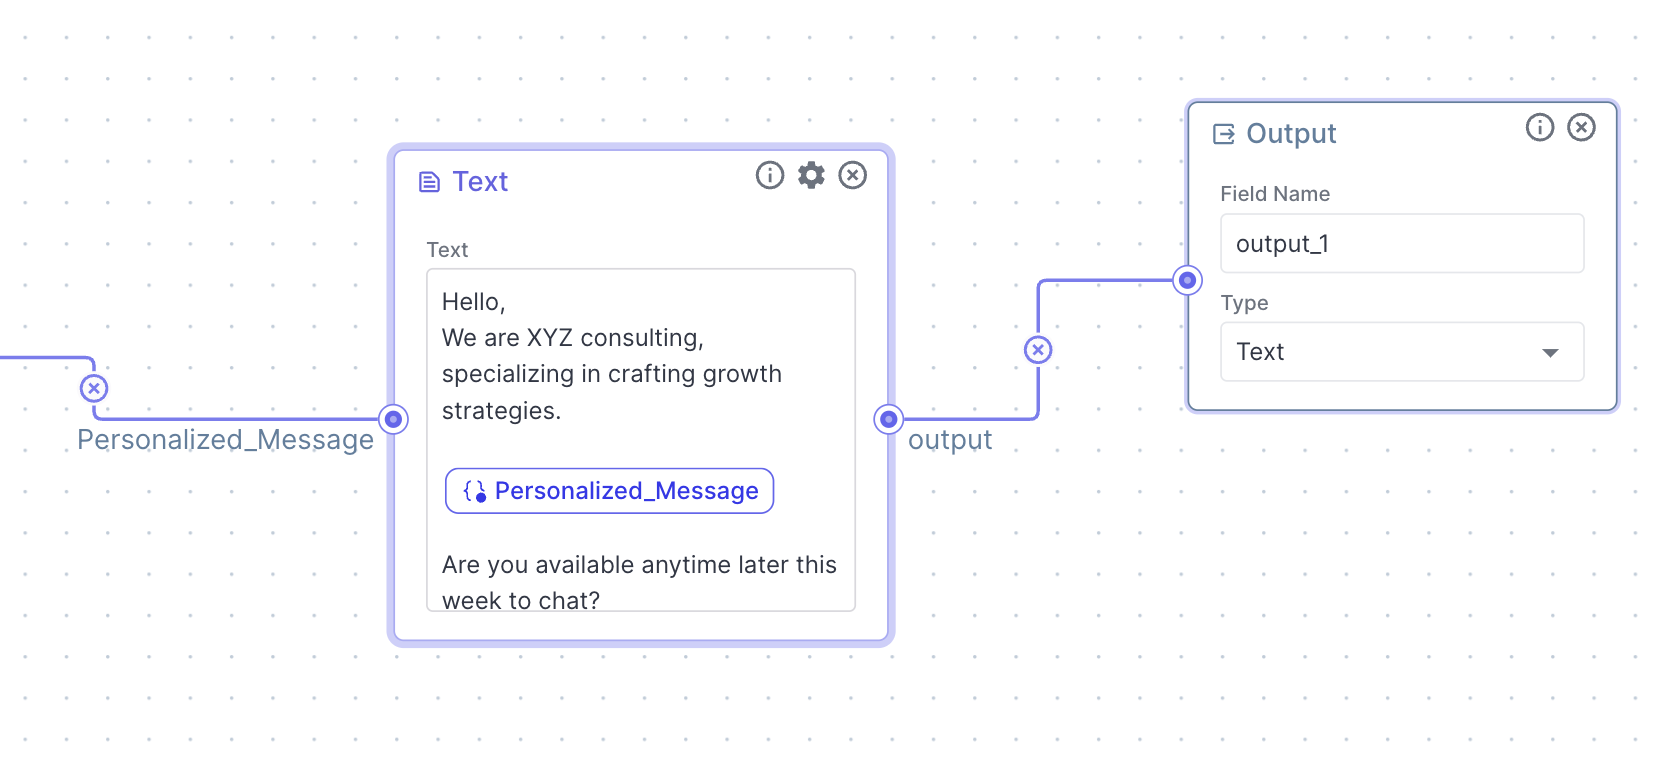 Text
Text
Hello,
We are XYZ consulting,
specializing in crafting growth
strategies.
Personalized_Message
Are you available anytime later this
week to chat?
Personalized_Message
output
Output
Field Name
output_1
Type
Text